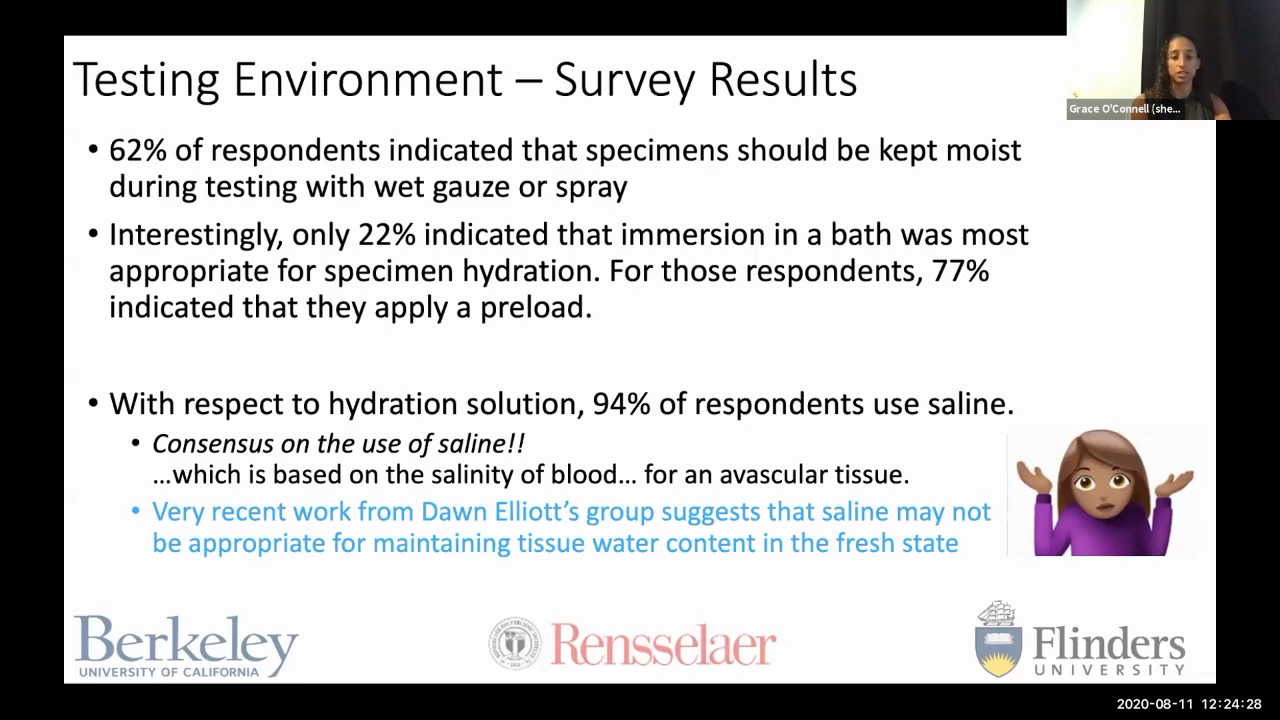 Testing Environment – Survey Results
Grace O'Connell (she...
• 62% of respondents indicated that specimens should be kept moist
during testing with wet gauze or spray
• Interestingly, only 22% indicated that immersion in a bath was most
appropriate for specimen hydration. For those respondents, 77%
indicated that they apply a preload.
• With respect to hydration solution, 94% of respondents use saline.
• Consensus on the use of saline!!
...which is based on the salinity of blood... for an avascular tissue.
• Very recent work from Dawn Elliott's group suggests that saline may not
be appropriate for maintaining tissue water content in the fresh state
Berkeley
UNIVERSITY OF CALIFORNIA
Rensselaer
Flinders
UNIVERSITY
2020-08-11 12:24:28